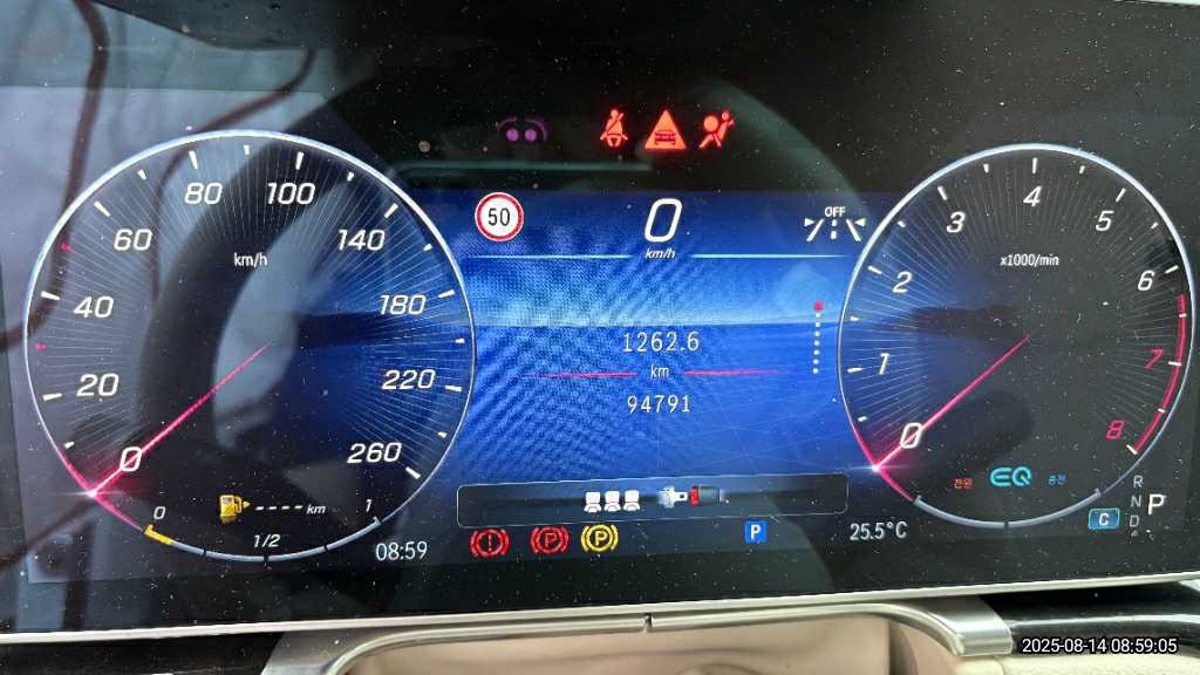 80 100
60 140
40 180
20 220
0 260
km/h
0 1/2 1
---- km
08:59
50
0
km/h
OFF
1262.6
km
94791
P
25.5°C
4
3 5
2 6
1 7
0 8
x1000/min
전원 EQ 충전
C
R
N
D
P
2025-08-14 08:59:05